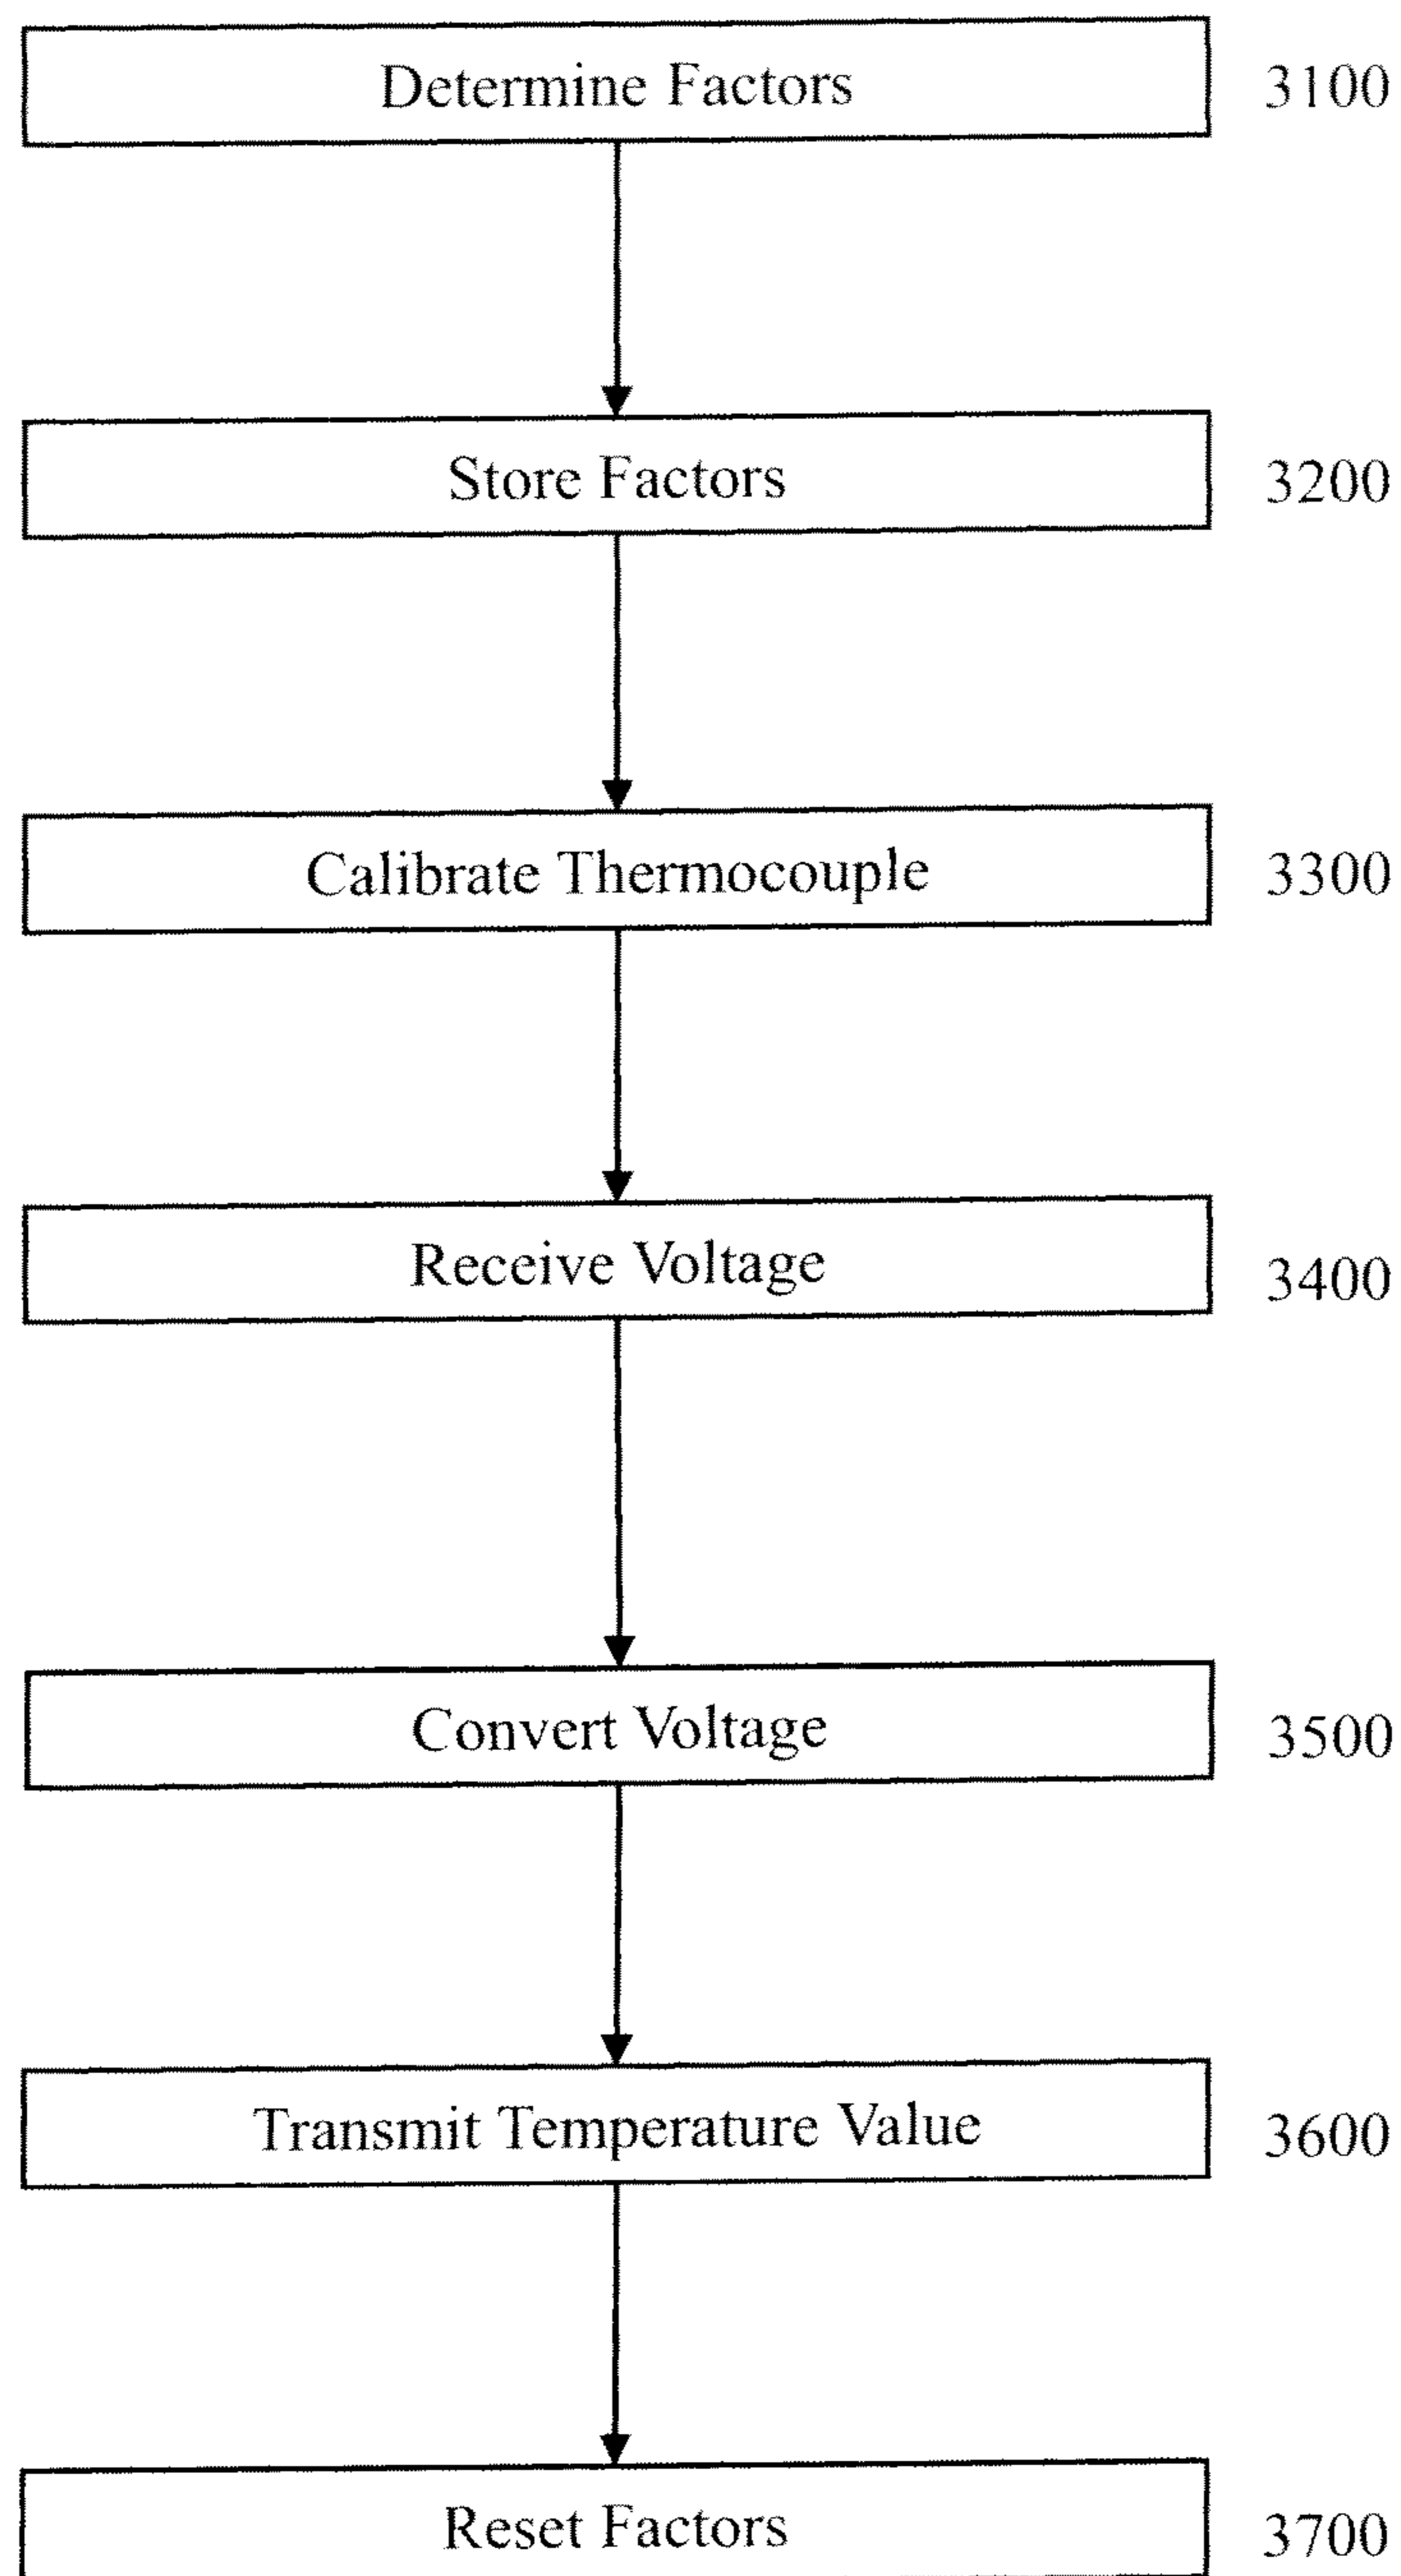 Determine Factors 3100
Store Factors 3200
Calibrate Thermocouple 3300
Receive Voltage 3400
Convert Voltage 3500
Transmit Temperature Value 3600
Reset Factors 3700